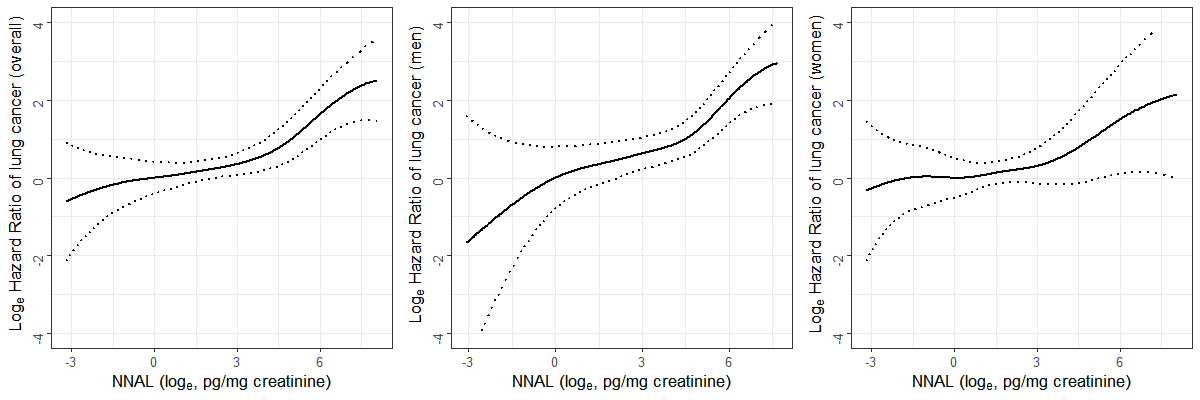 Logₑ Hazard Ratio of lung cancer (overall)
4
2
0
-2
-4
-3 0 3 6
NNAL (logₑ, pg/mg creatinine)
Logₑ Hazard Ratio of lung cancer (men)
4
2
0
-2
-4
-3 0 3 6
NNAL (logₑ, pg/mg creatinine)
Logₑ Hazard Ratio of lung cancer (women)
4
2
0
-2
-4
-3 0 3 6
NNAL (logₑ, pg/mg creatinine)